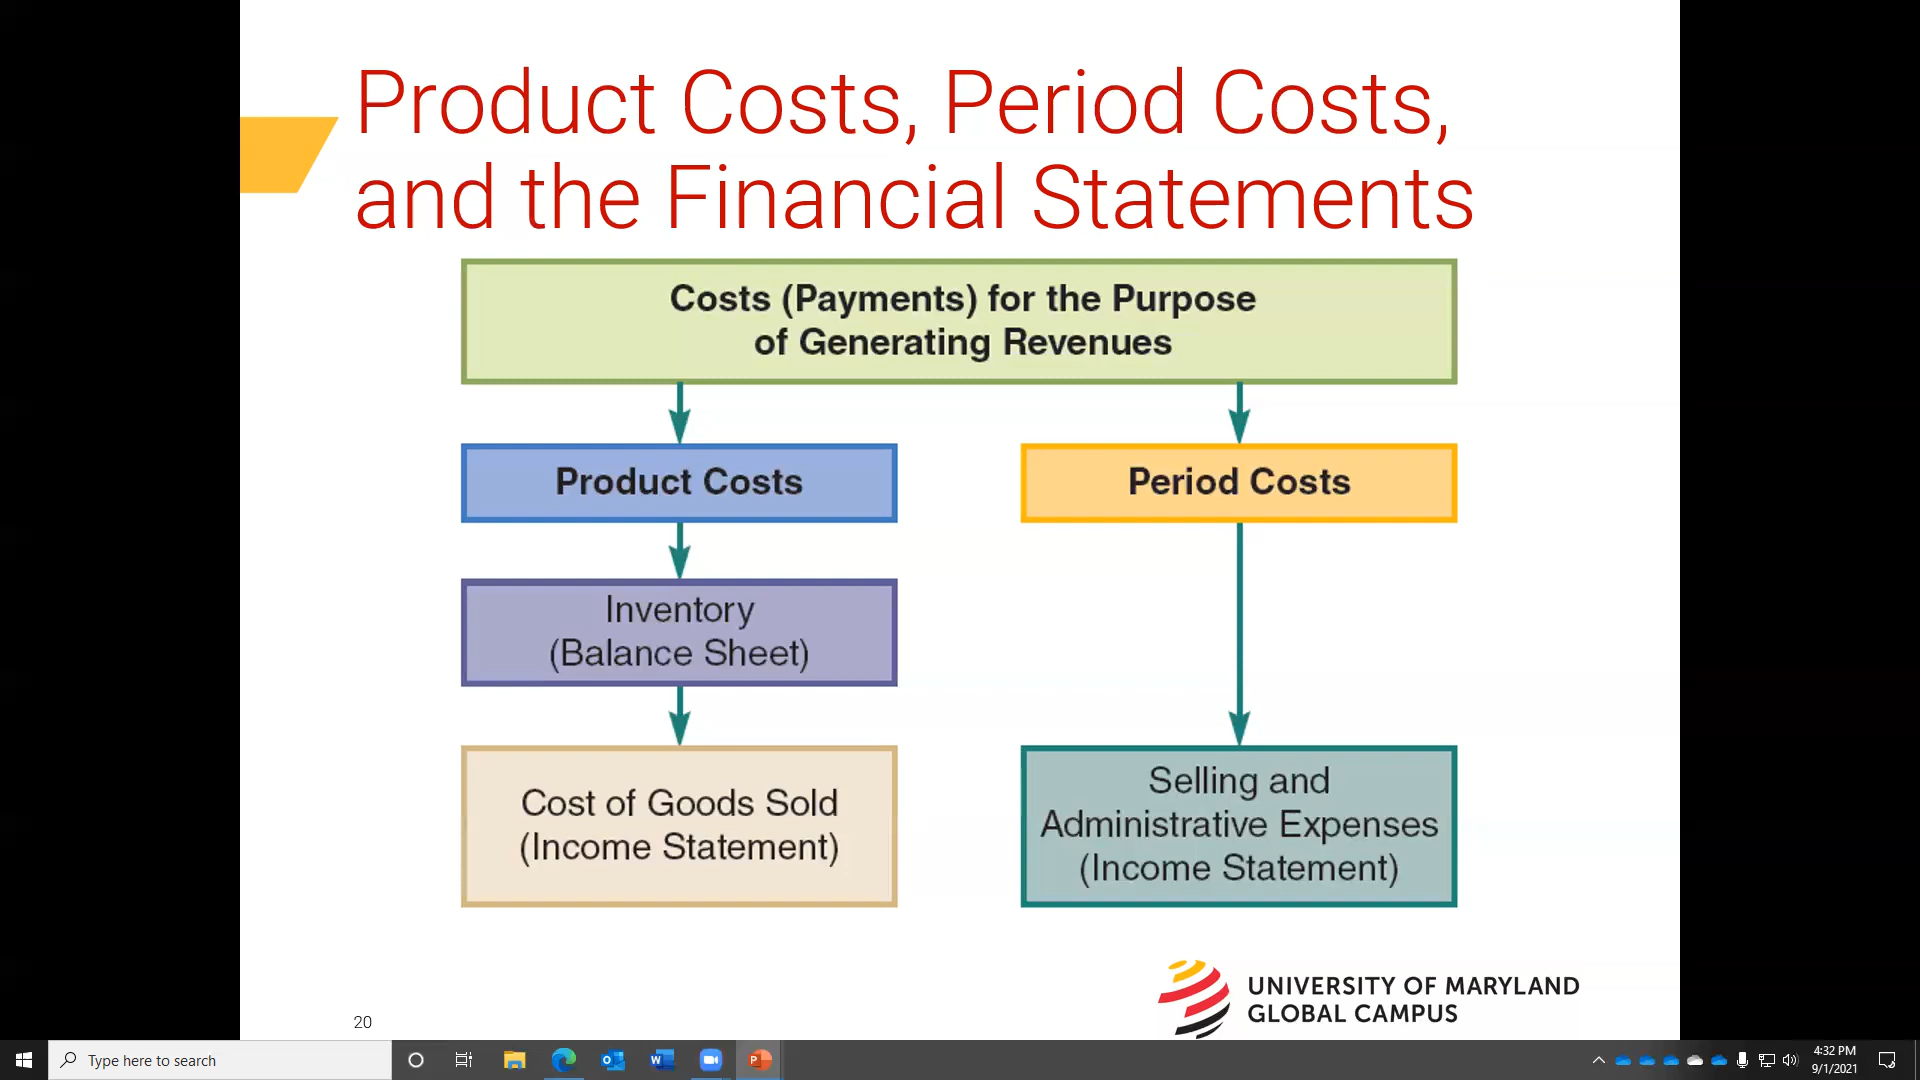 Product Costs, Period Costs,
and the Financial Statements
Costs (Payments) for the Purpose
of Generating Revenues
Product Costs
Period Costs
Inventory
(Balance Sheet)
Cost of Goods Sold
(Income Statement)
Selling and
Administrative Expenses
(Income Statement)
UNIVERSITY OF MARYLAND
GLOBAL CAMPUS
20
Type here to search
4:32 PM
9/1/2021